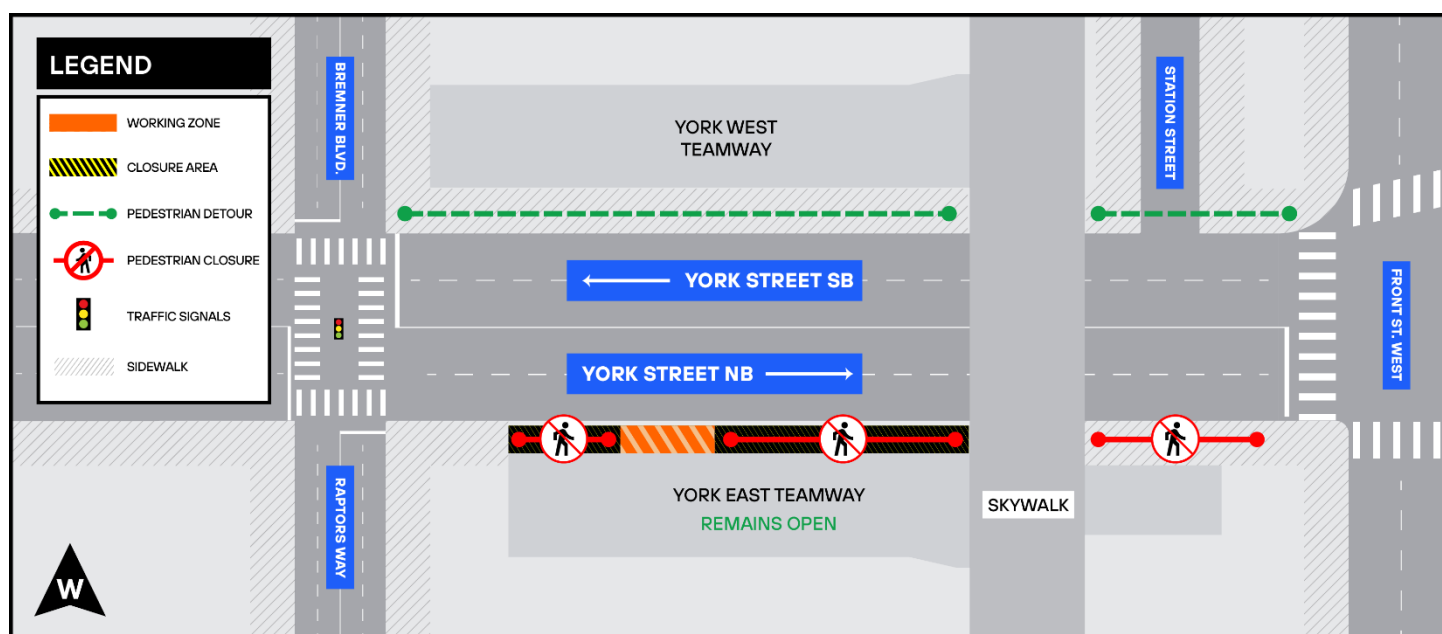 LEGEND
WORKING ZONE
CLOSURE AREA
PEDESTRIAN DETOUR
PEDESTRIAN CLOSURE
TRAFFIC SIGNALS
SIDEWALK
BREMNER BLVD.
YORK WEST
TEAMWAY
STATION STREET
YORK STREET SB
YORK STREET NB
FRONT ST. WEST
RAPTORS WAY
YORK EAST TEAMWAY
REMAINS OPEN
SKYWALK
W